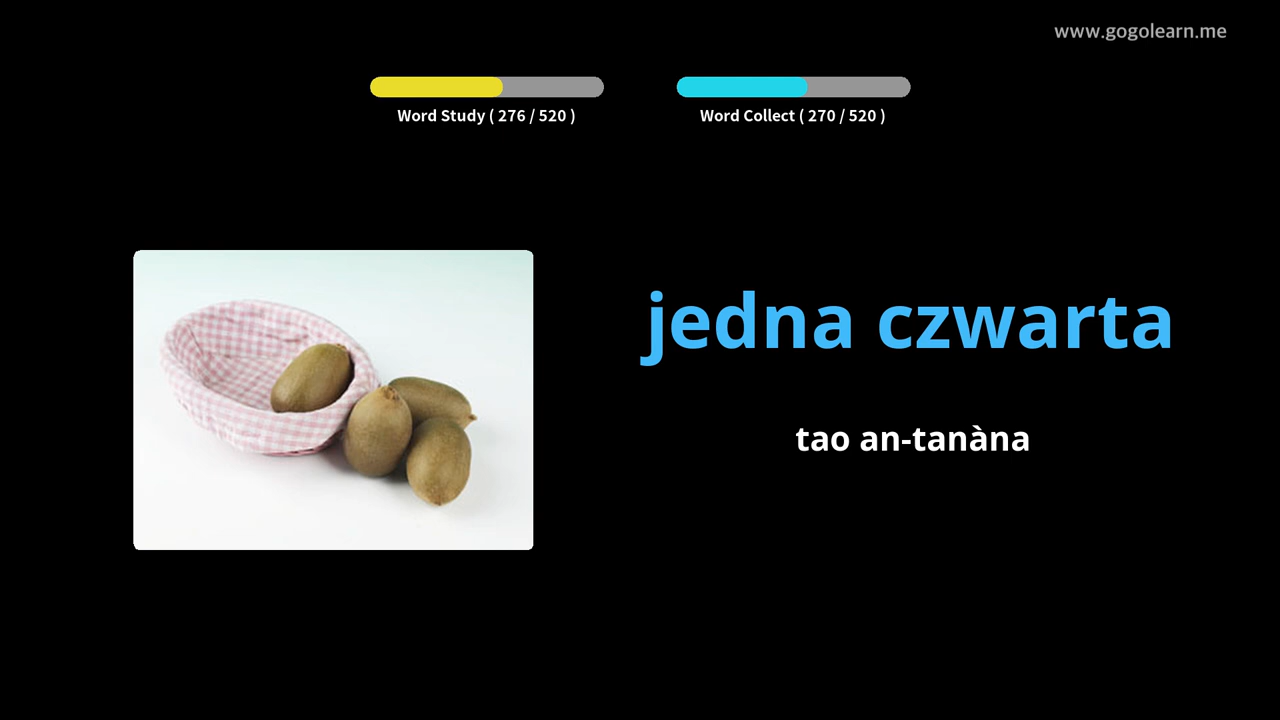 www.gogolearn.me
Word Study ( 276 / 520 )
Word Collect ( 270 / 520 )
jedna czwarta
tao an-tanàna